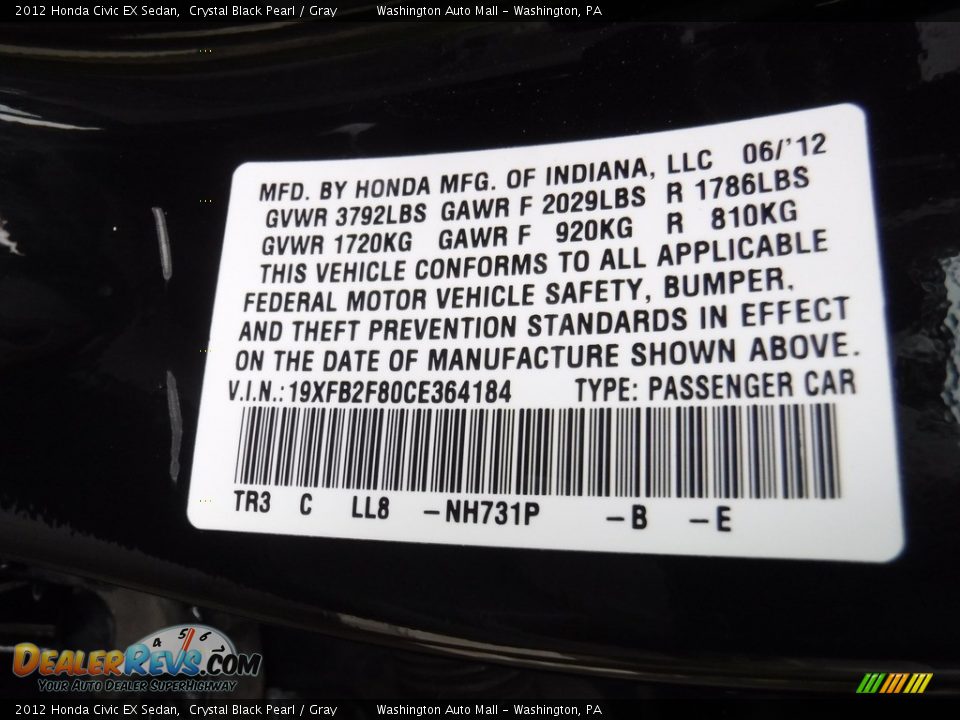 2012 Honda Civic EX Sedan, Crystal Black Pearl / Gray Washington Auto Mall - Washington, PA
MFD. BY HONDA MFG. OF INDIANA, LLC 06/'12
GVWR 3792LBS GAWR F 2029LBS R 1786LBS
GVWR 1720KG GAWR F 920KG R 810KG
THIS VEHICLE CONFORMS TO ALL APPLICABLE
FEDERAL MOTOR VEHICLE SAFETY, BUMPER,
AND THEFT PREVENTION STANDARDS IN EFFECT
ON THE DATE OF MANUFACTURE SHOWN ABOVE.
V.I.N.:19XFB2F80CE364184 TYPE: PASSENGER CAR
TR3 C LL8 -NH731P -B -E
4 5 6
DEALERREVS.COM
YOUR AUTO DEALER SUPERHIGHWAY
2012 Honda Civic EX Sedan, Crystal Black Pearl / Gray Washington Auto Mall - Washington, PA